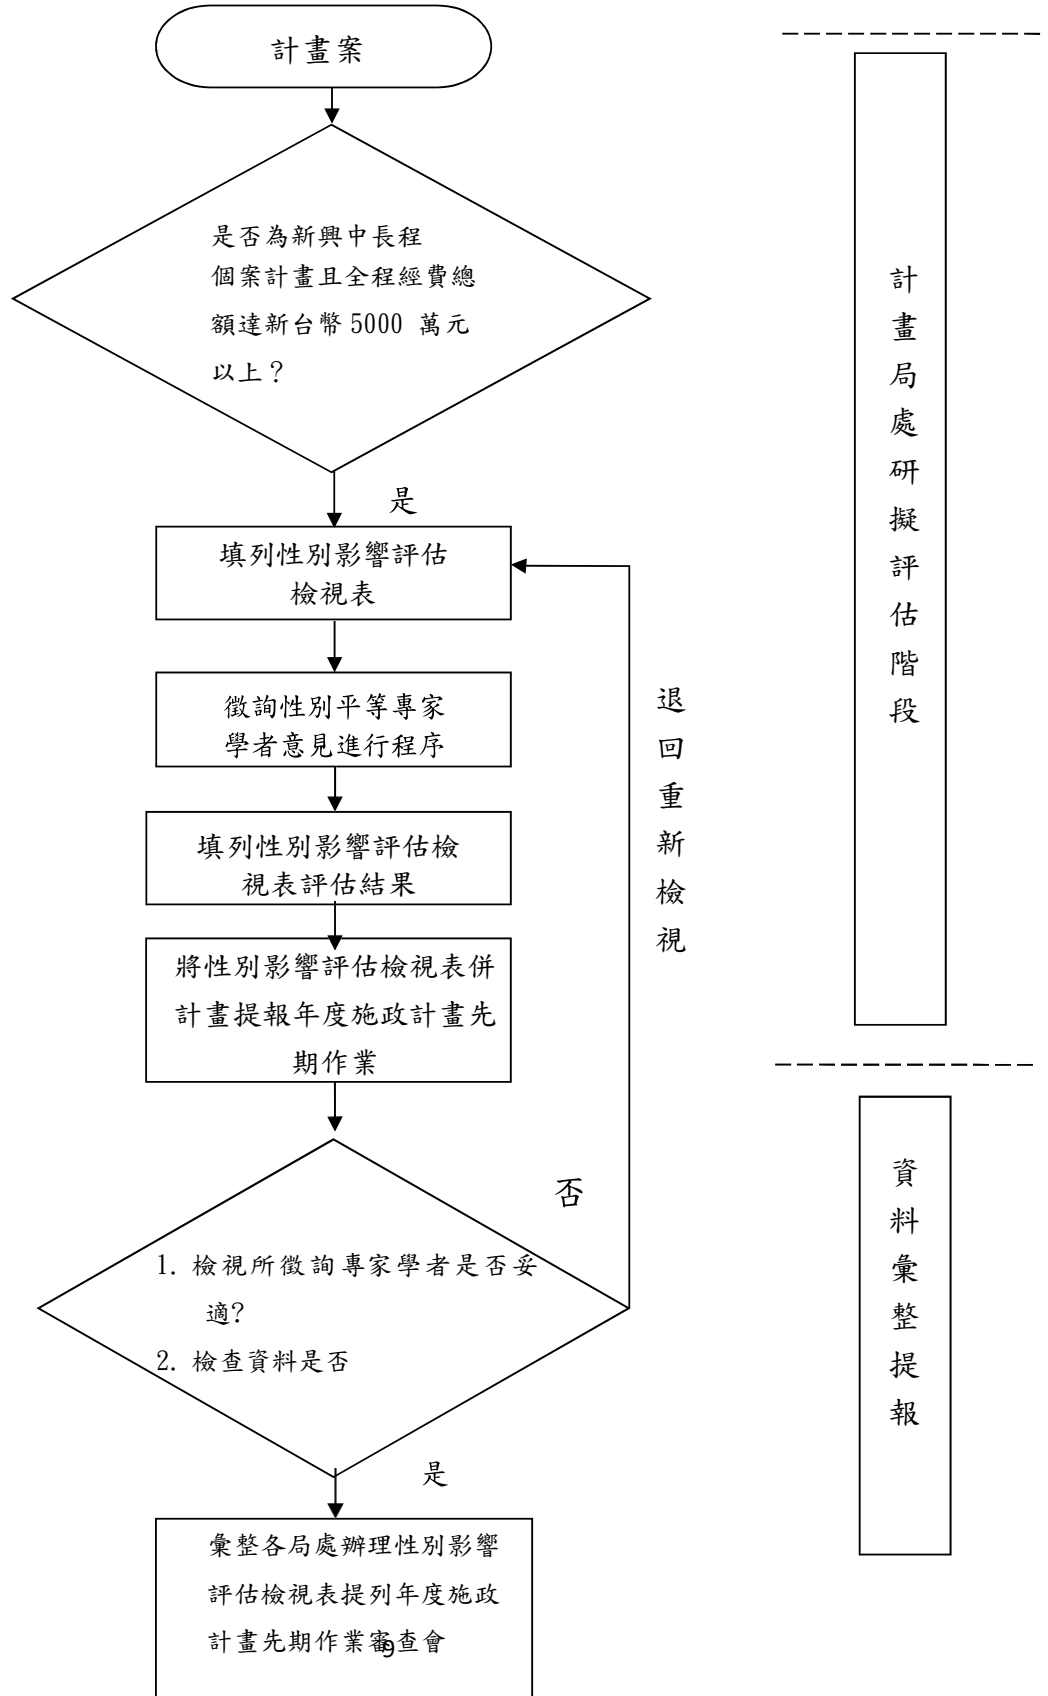 計畫案
是否為新興中長程
個案計畫且全程經費總
額達新台幣 5000 萬元
以上？
是
填列性別影響評估
檢視表
徵詢性別平等專家
學者意見進行程序
填列性別影響評估檢
視表評估結果
將性別影響評估檢視表併
計畫提報年度施政計畫先
期作業
否
1. 檢視所徵詢專家學者是否妥
適?
2. 檢查資料是否
是
彙整各局處辦理性別影響
評估檢視表提列年度施政
計畫先期作業審查會
9
退回重新檢視
計畫局處研擬評估階段
資料彙整提報